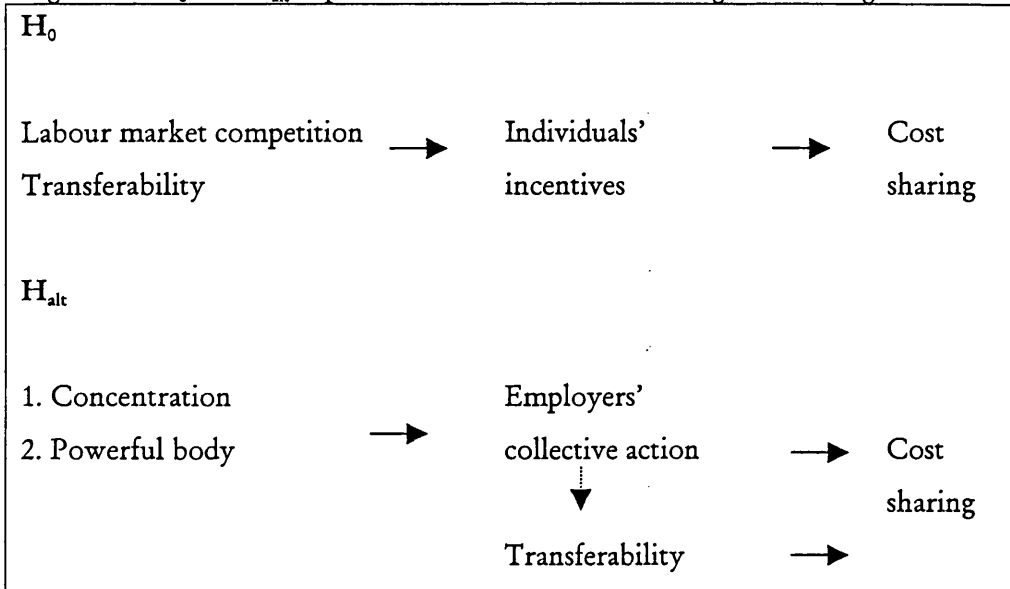 H₀
Labour market competition → Individuals' → Cost
Transferability incentives sharing
Hₐₗₜ
1. Concentration → Employers'
2. Powerful body collective action → Cost
sharing
Transferability →